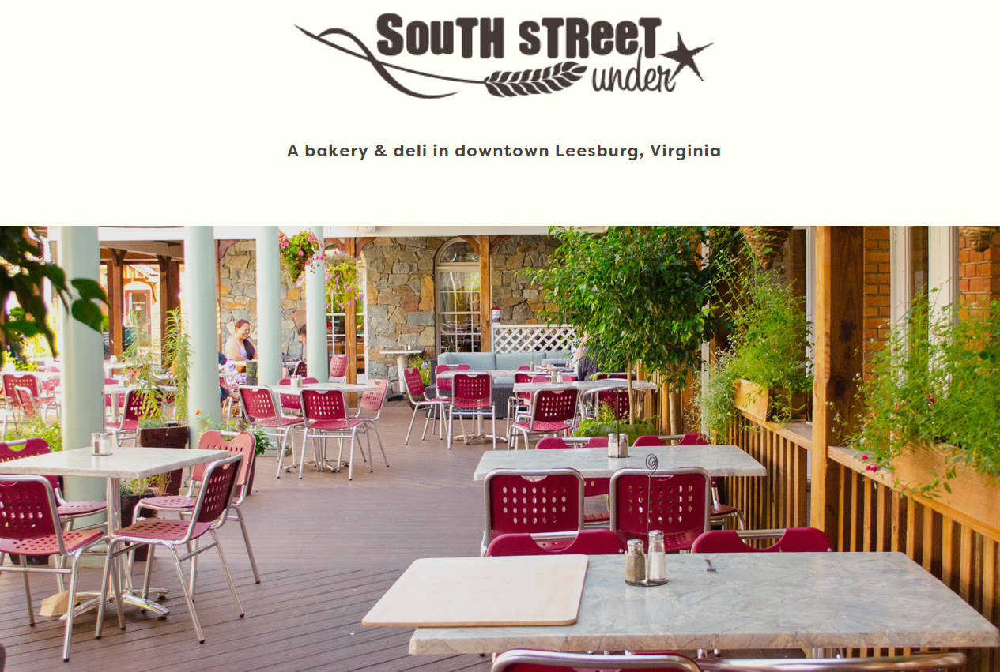 SouTH sTReeT
under
A bakery & deli in downtown Leesburg, Virginia